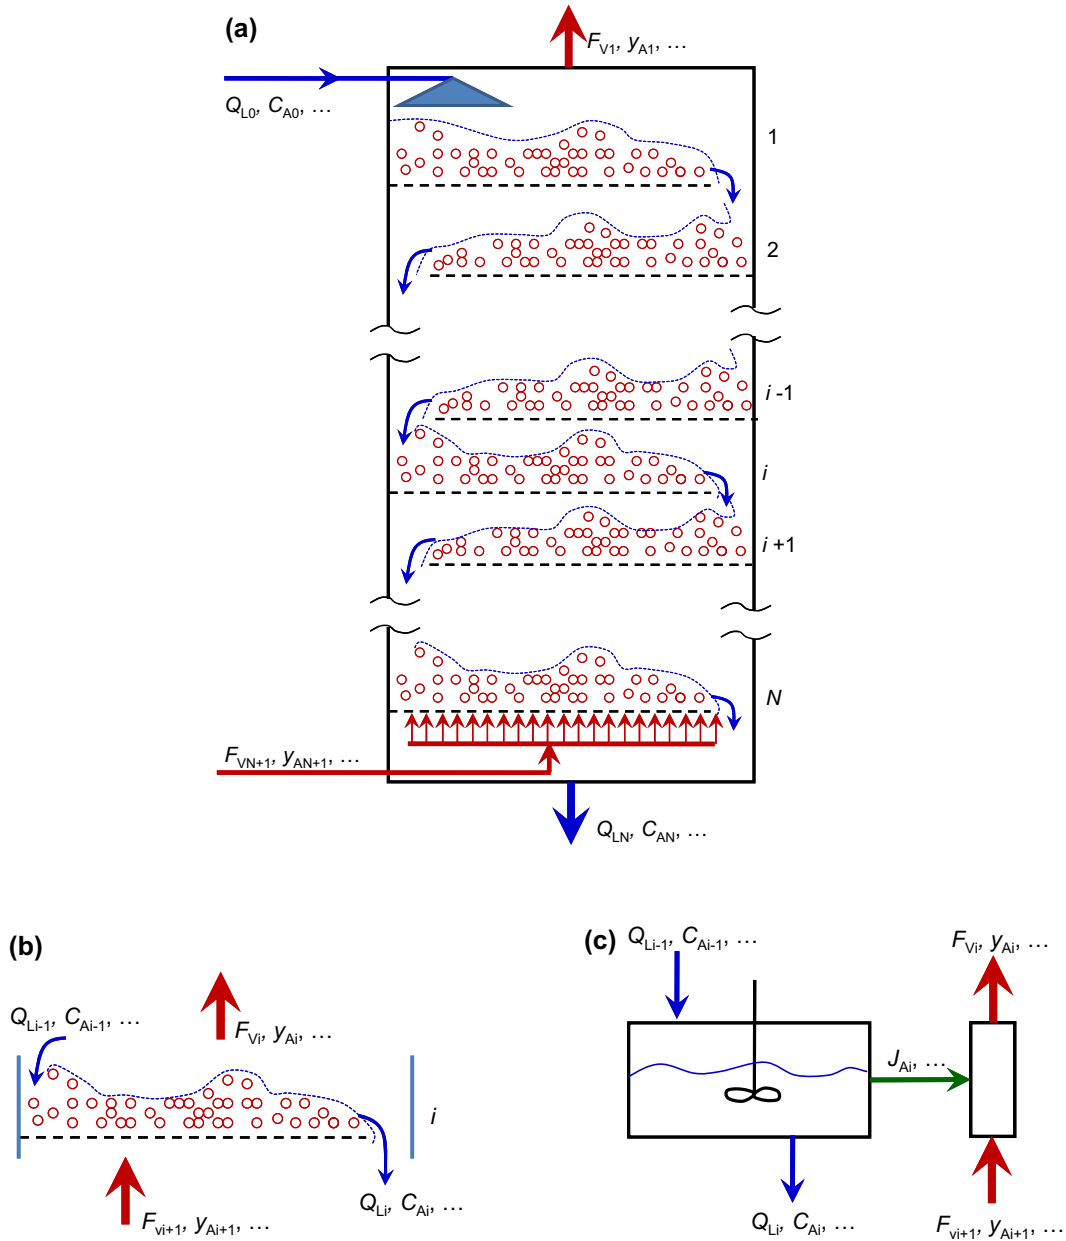 (a)
F_V1, y_A1, …
Q_L0, C_A0, …
1
2
i -1
i
i +1
N
F_VN+1, y_AN+1, …
Q_LN, C_AN, …
(b)
Q_Li-1, C_Ai-1, …
F_Vi, y_Ai, …
i
Q_Li, C_Ai, …
F_vi+1, y_Ai+1, …
(c)
Q_Li-1, C_Ai-1, …
F_Vi, y_Ai, …
J_Ai, …
Q_Li, C_Ai, …
F_vi+1, y_Ai+1, …